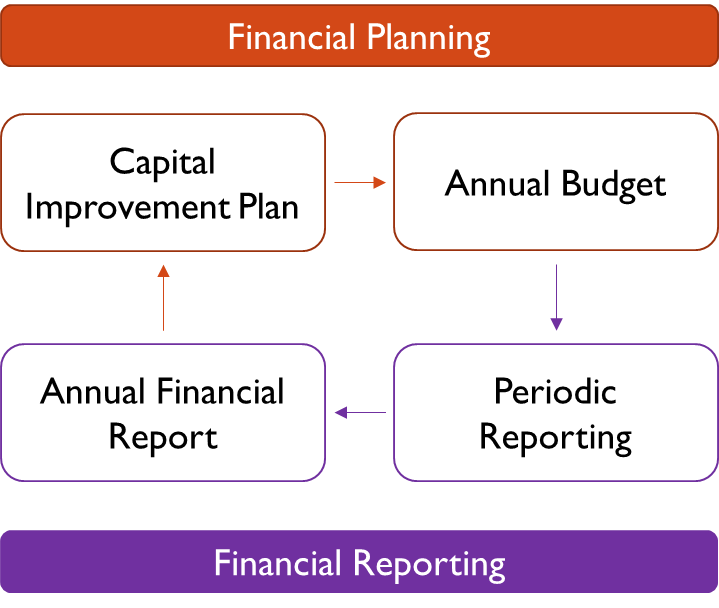 Financial Planning
Capital
Improvement Plan
Annual Budget
Annual Financial
Report
Periodic
Reporting
Financial Reporting